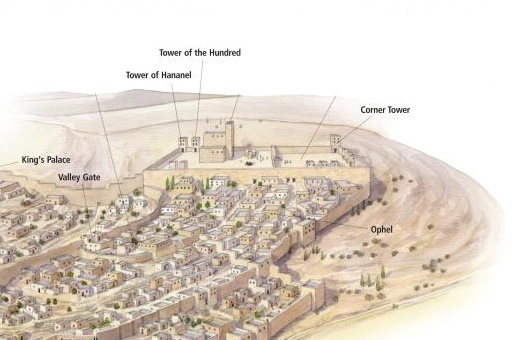 Tower of the Hundred
Tower of Hananel
Corner Tower
King's Palace
Valley Gate
Ophel